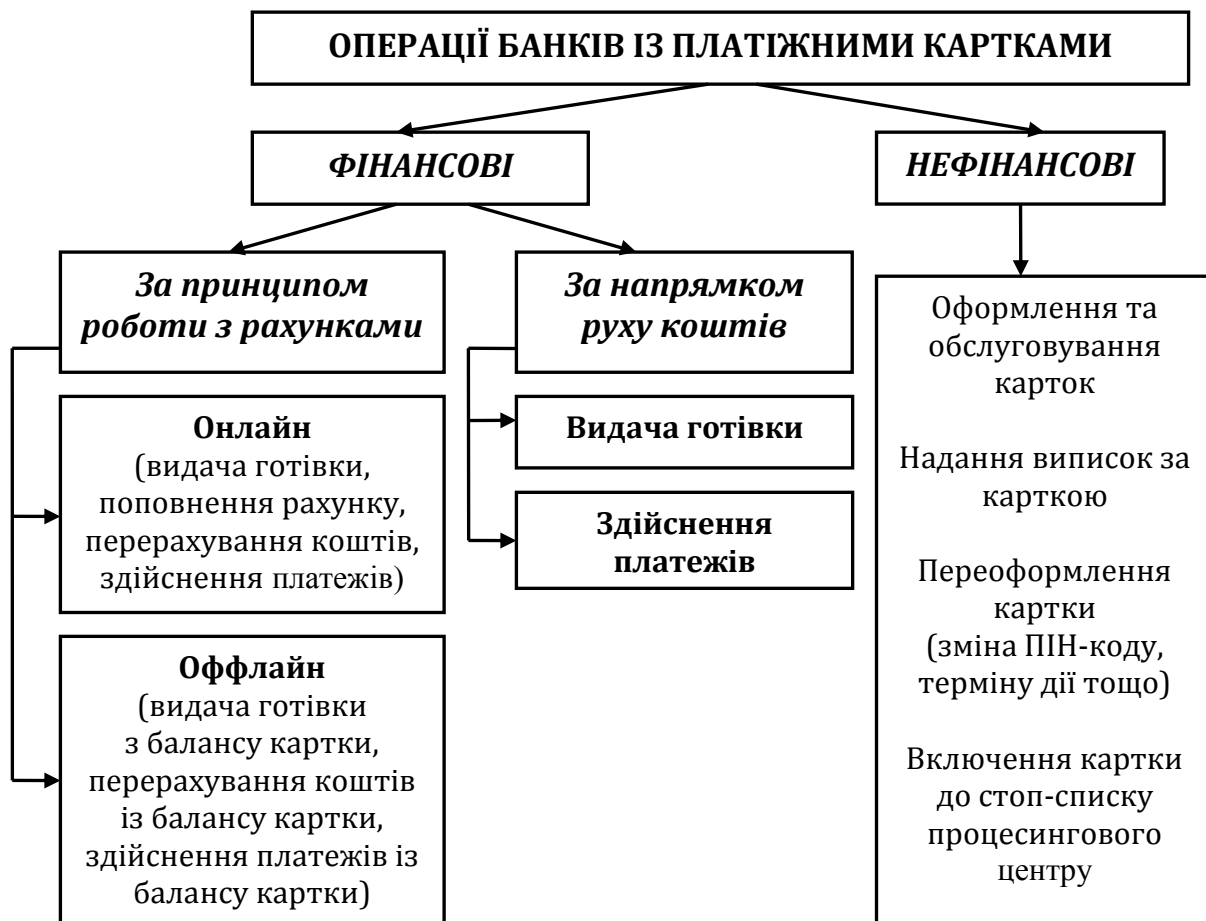 ОПЕРАЦІЇ БАНКІВ ІЗ ПЛАТІЖНИМИ КАРТКАМИ
ФІНАНСОВІ
НЕФІНАНСОВІ
За принципом
роботи з рахунками
За напрямком
руху коштів
Онлайн
(видача готівки,
поповнення рахунку,
перерахування коштів,
здійснення платежів)
Оффлайн
(видача готівки
з балансу картки,
перерахування коштів
із балансу картки,
здійснення платежів із
балансу картки)
Видача готівки
Здійснення
платежів
Оформлення та
обслуговування
карток
Надання виписок за
карткою
Переоформлення
картки
(зміна ПІН-коду,
терміну дії тощо)
Включення картки
до стоп-списку
процесингового
центру